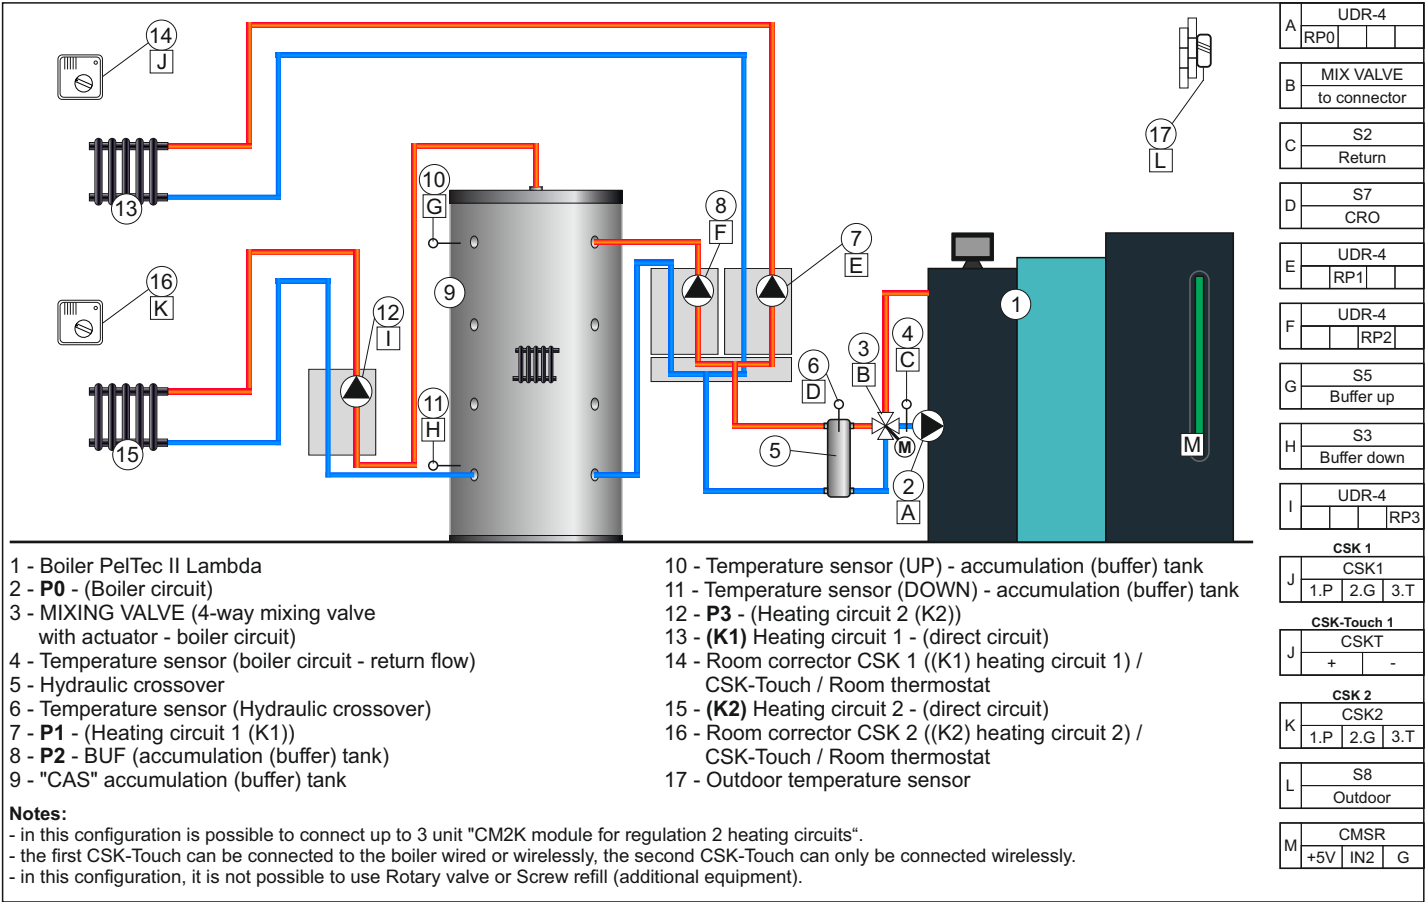 14
J
13
16
K
15
12
I
10
G
9
11
H
8
F
7
E
6
D
5
3
B
4
C
M
2
A
1
M
17
L
1 - Boiler PelTec II Lambda
2 - P0 - (Boiler circuit)
3 - MIXING VALVE (4-way mixing valve
with actuator - boiler circuit)
4 - Temperature sensor (boiler circuit - return flow)
5 - Hydraulic crossover
6 - Temperature sensor (Hydraulic crossover)
7 - P1 - (Heating circuit 1 (K1))
8 - P2 - BUF (accumulation (buffer) tank)
9 - "CAS" accumulation (buffer) tank
10 - Temperature sensor (UP) - accumulation (buffer) tank
11 - Temperature sensor (DOWN) - accumulation (buffer) tank
12 - P3 - (Heating circuit 2 (K2))
13 - (K1) Heating circuit 1 - (direct circuit)
14 - Room corrector CSK 1 ((K1) heating circuit 1) /
CSK-Touch / Room thermostat
15 - (K2) Heating circuit 2 - (direct circuit)
16 - Room corrector CSK 2 ((K2) heating circuit 2) /
CSK-Touch / Room thermostat
17 - Outdoor temperature sensor
Notes:
- in this configuration is possible to connect up to 3 unit "CM2K module for regulation 2 heating circuits“.
- the first CSK-Touch can be connected to the boiler wired or wirelessly, the second CSK-Touch can only be connected wirelessly.
- in this configuration, it is not possible to use Rotary valve or Screw refill (additional equipment).
A
UDR-4
RP0
B
MIX VALVE
to connector
C
S2
Return
D
S7
CRO
E
UDR-4
RP1
F
UDR-4
RP2
G
S5
Buffer up
H
S3
Buffer down
I
UDR-4
RP3
CSK 1
J
CSK1
1.P 2.G 3.T
CSK-Touch 1
J
CSKT
+ -
CSK 2
K
CSK2
1.P 2.G 3.T
L
S8
Outdoor
M
CMSR
+5V IN2 G